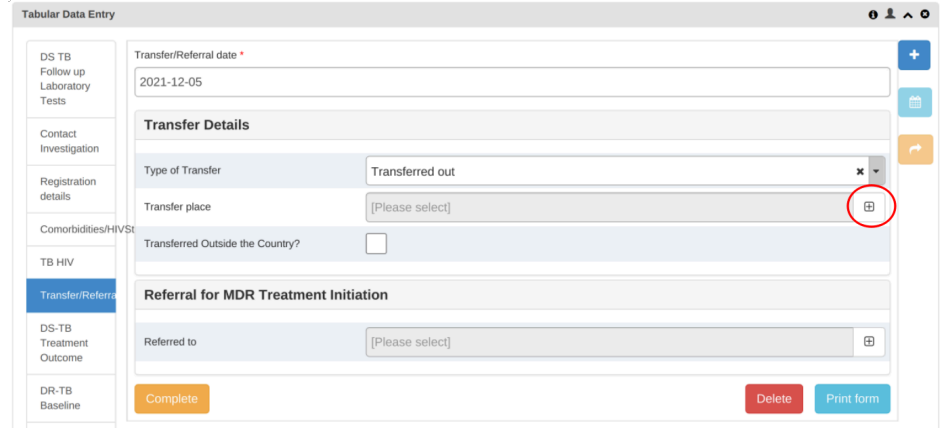 Tabular Data Entry
DS TB
Follow up
Laboratory
Tests
Contact
Investigation
Registration
details
Comorbidities/HIVSt
TB HIV
Transfer/Referra
DS-TB
Treatment
Outcome
DR-TB
Baseline
Transfer/Referral date *
2021-12-05
Transfer Details
Type of Transfer
Transferred out
Transfer place
[Please select]
Transferred Outside the Country?
Referral for MDR Treatment Initiation
Referred to
[Please select]
Complete
Delete
Print form